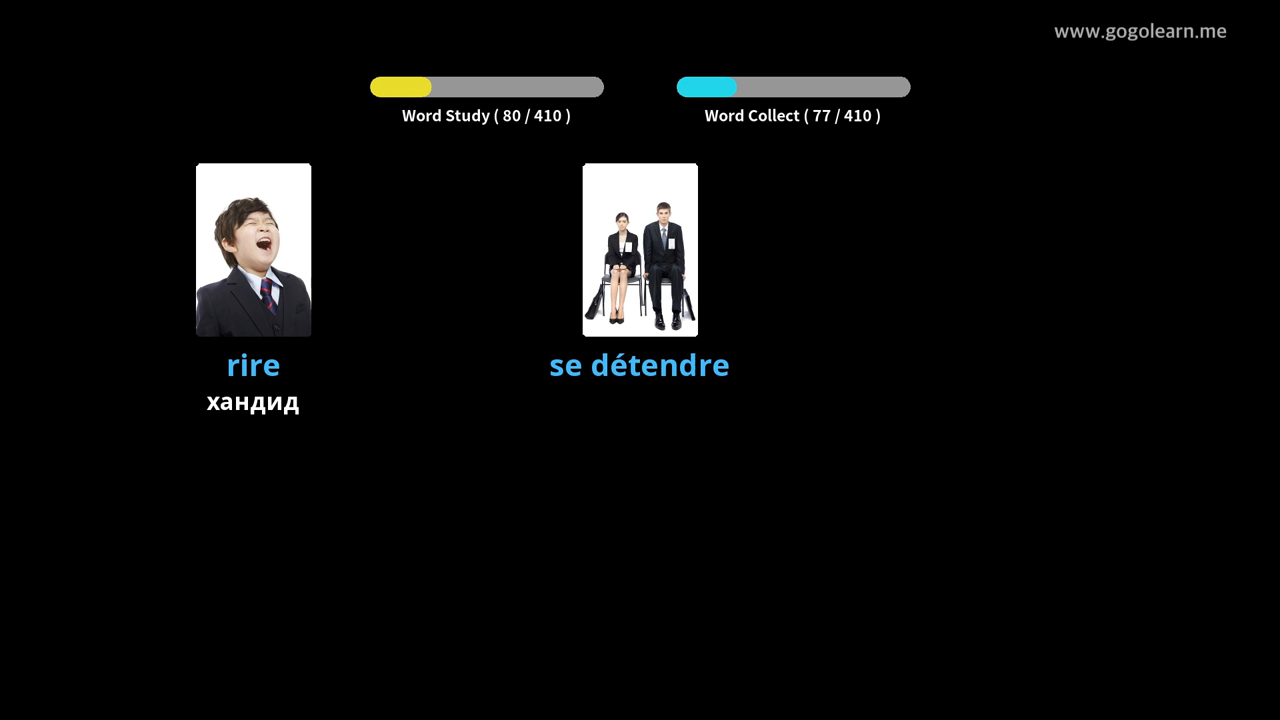 www.gogolearn.me
Word Study ( 80 / 410 )
Word Collect ( 77 / 410 )
rire
хандид
se détendre